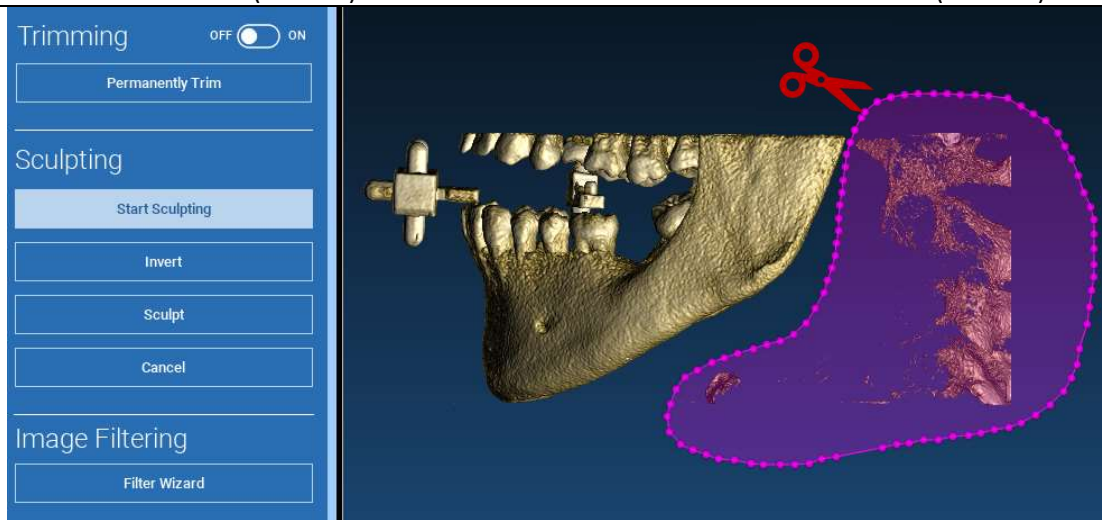 Trimming OFF ON
Permanently Trim
Sculpting
Start Sculpting
Invert
Sculpt
Cancel
Image Filtering
Filter Wizard